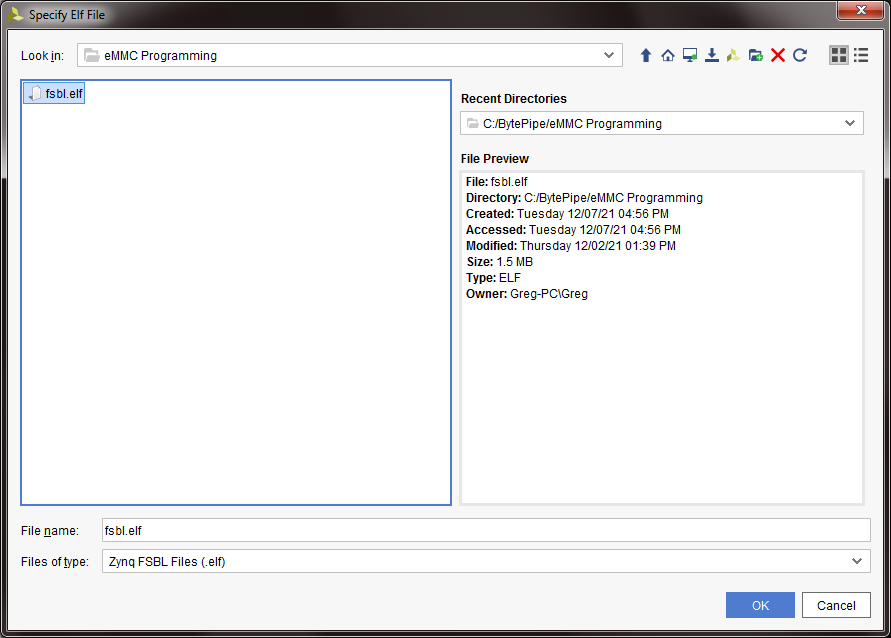 Specify Elf File
Look in: eMMC Programming
fsbl.elf
Recent Directories
C:/BytePipe/eMMC Programming
File Preview
File: fsbl.elf
Directory: C:/BytePipe/eMMC Programming
Created: Tuesday 12/07/21 04:56 PM
Accessed: Tuesday 12/07/21 04:56 PM
Modified: Thursday 12/02/21 01:39 PM
Size: 1.5 MB
Type: ELF
Owner: Greg-PC\Greg
File name: fsbl.elf
Files of type: Zynq FSBL Files (.elf)
OK Cancel